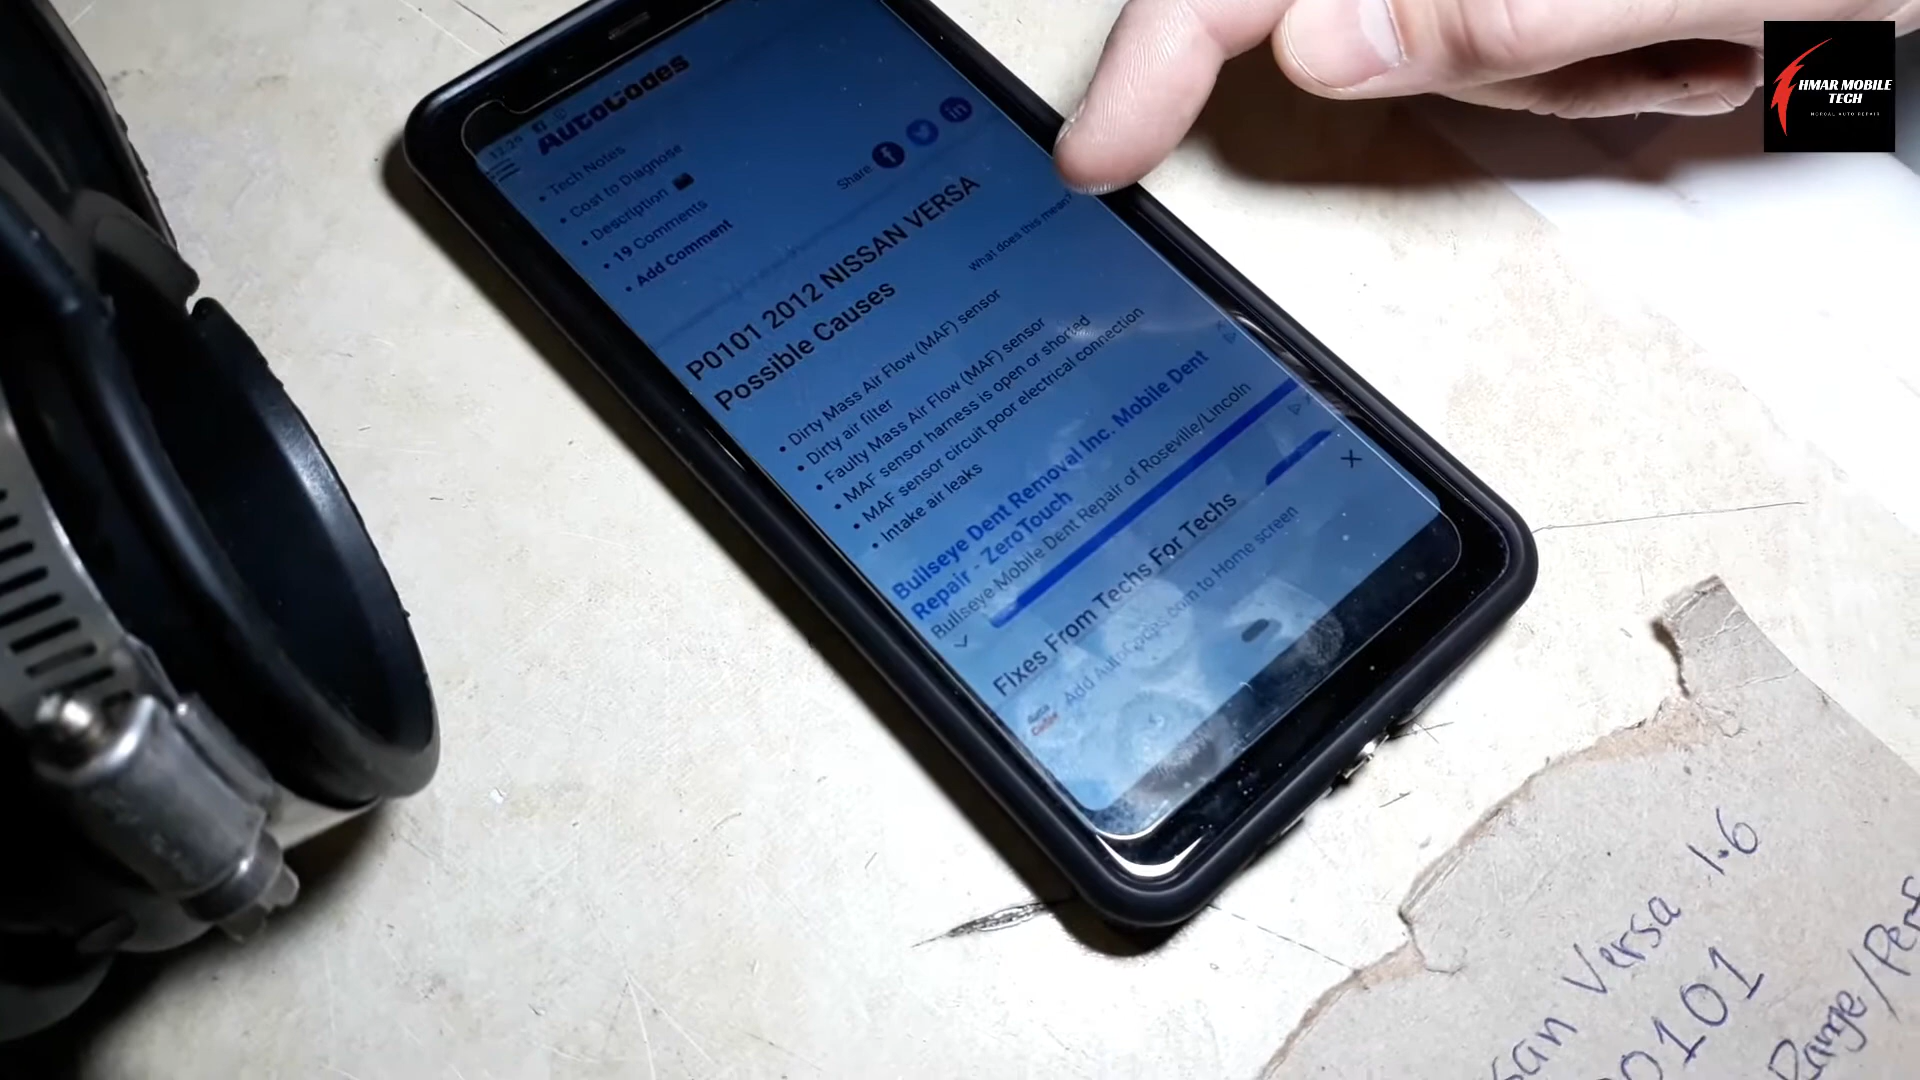 AutoCodes
• Tech Notes
• Cost to Diagnose
• Description
• 19 Comments
• Add Comment
Share
P0101 2012 NISSAN VERSA
Possible Causes
What does this mean?
• Dirty Mass Air Flow (MAF) sensor
• Dirty air filter
• Faulty Mass Air Flow (MAF) sensor
• MAF sensor harness is open or shorted
• MAF sensor circuit poor electrical connection
• Intake air leaks
Bullseye Dent Removal Inc. Mobile Dent
Repair - ZeroTouch
Bullseye Mobile Dent Repair of Roseville/Lincoln
Fixes From Techs For Techs
Add AutoCodes.com to Home screen
san Versa 1.6
0101
Range/Perf
HMAR MOBILE
TECH